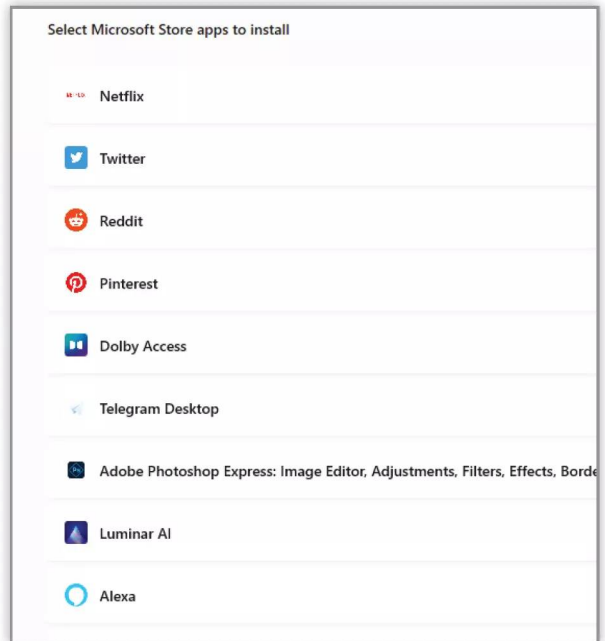 Select Microsoft Store apps to install
Netflix
Twitter
Reddit
Pinterest
Dolby Access
Telegram Desktop
Adobe Photoshop Express: Image Editor, Adjustments, Filters, Effects, Borde
Luminar AI
Alexa